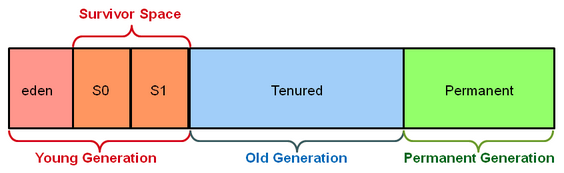 Survivor Space
eden
S0
S1
Tenured
Permanent
Young Generation
Old Generation
Permanent Generation